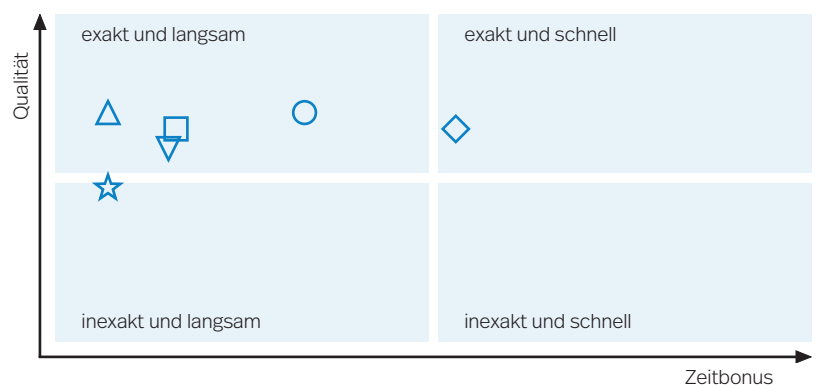 exakt und langsam
exakt und schnell
Qualität
inexakt und langsam
inexakt und schnell
Zeitbonus